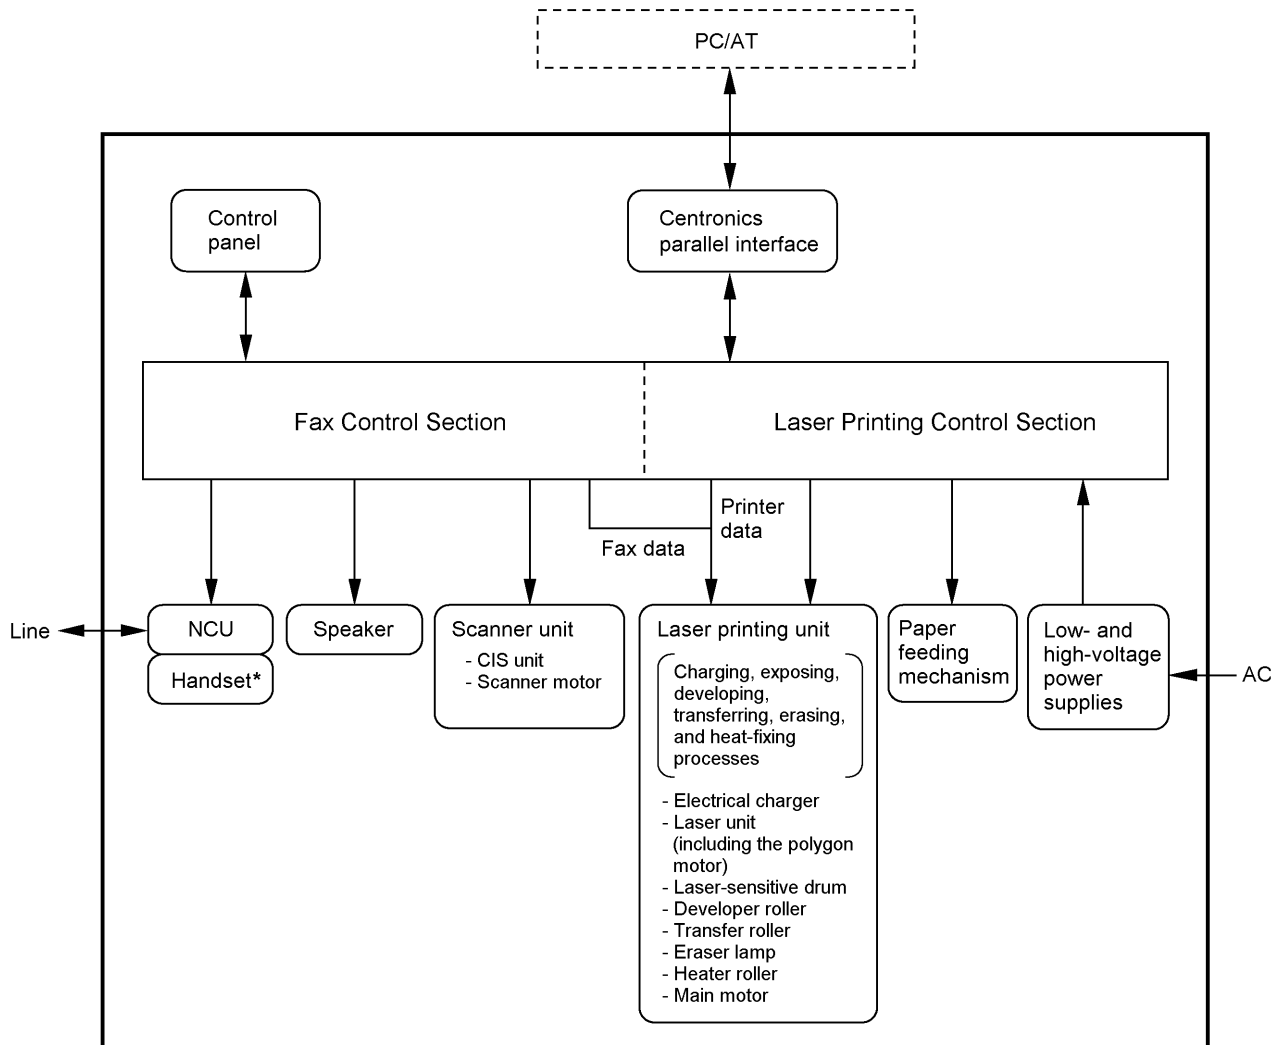 PC/AT
Control
panel
Centronics
parallel interface
Fax Control Section
Laser Printing Control Section
Printer
data
Fax data
Line
NCU
Handset*
Speaker
Scanner unit
- CIS unit
- Scanner motor
Laser printing unit
Charging, exposing,
developing,
transferring, erasing,
and heat-fixing
processes
- Electrical charger
- Laser unit
(including the polygon
motor)
- Laser-sensitive drum
- Developer roller
- Transfer roller
- Eraser lamp
- Heater roller
- Main motor
Paper
feeding
mechanism
Low- and
high-voltage
power
supplies
AC